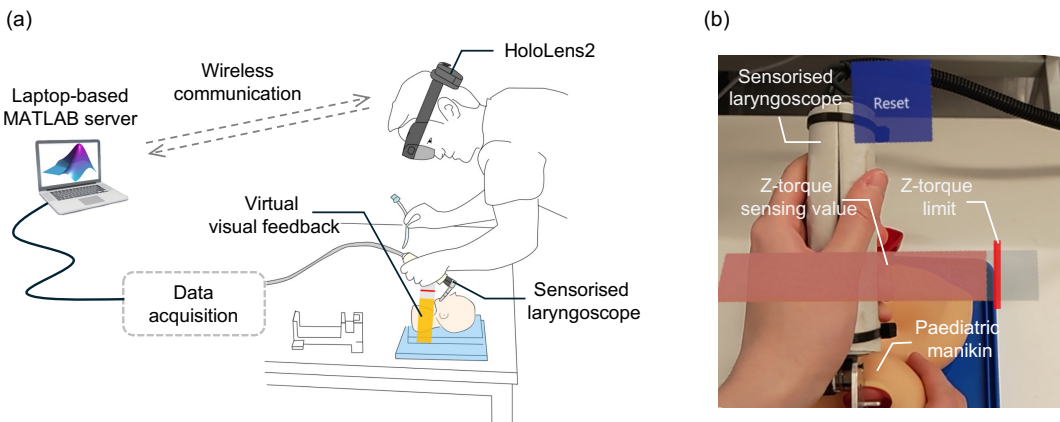 (a)
HoloLens2
Wireless
communication
Laptop-based
MATLAB server
Virtual
visual feedback
Data
acquisition
Sensorised
laryngoscope
(b)
Sensorised
laryngoscope
Reset
Z-torque
sensing value
Z-torque
limit
Paediatric
manikin